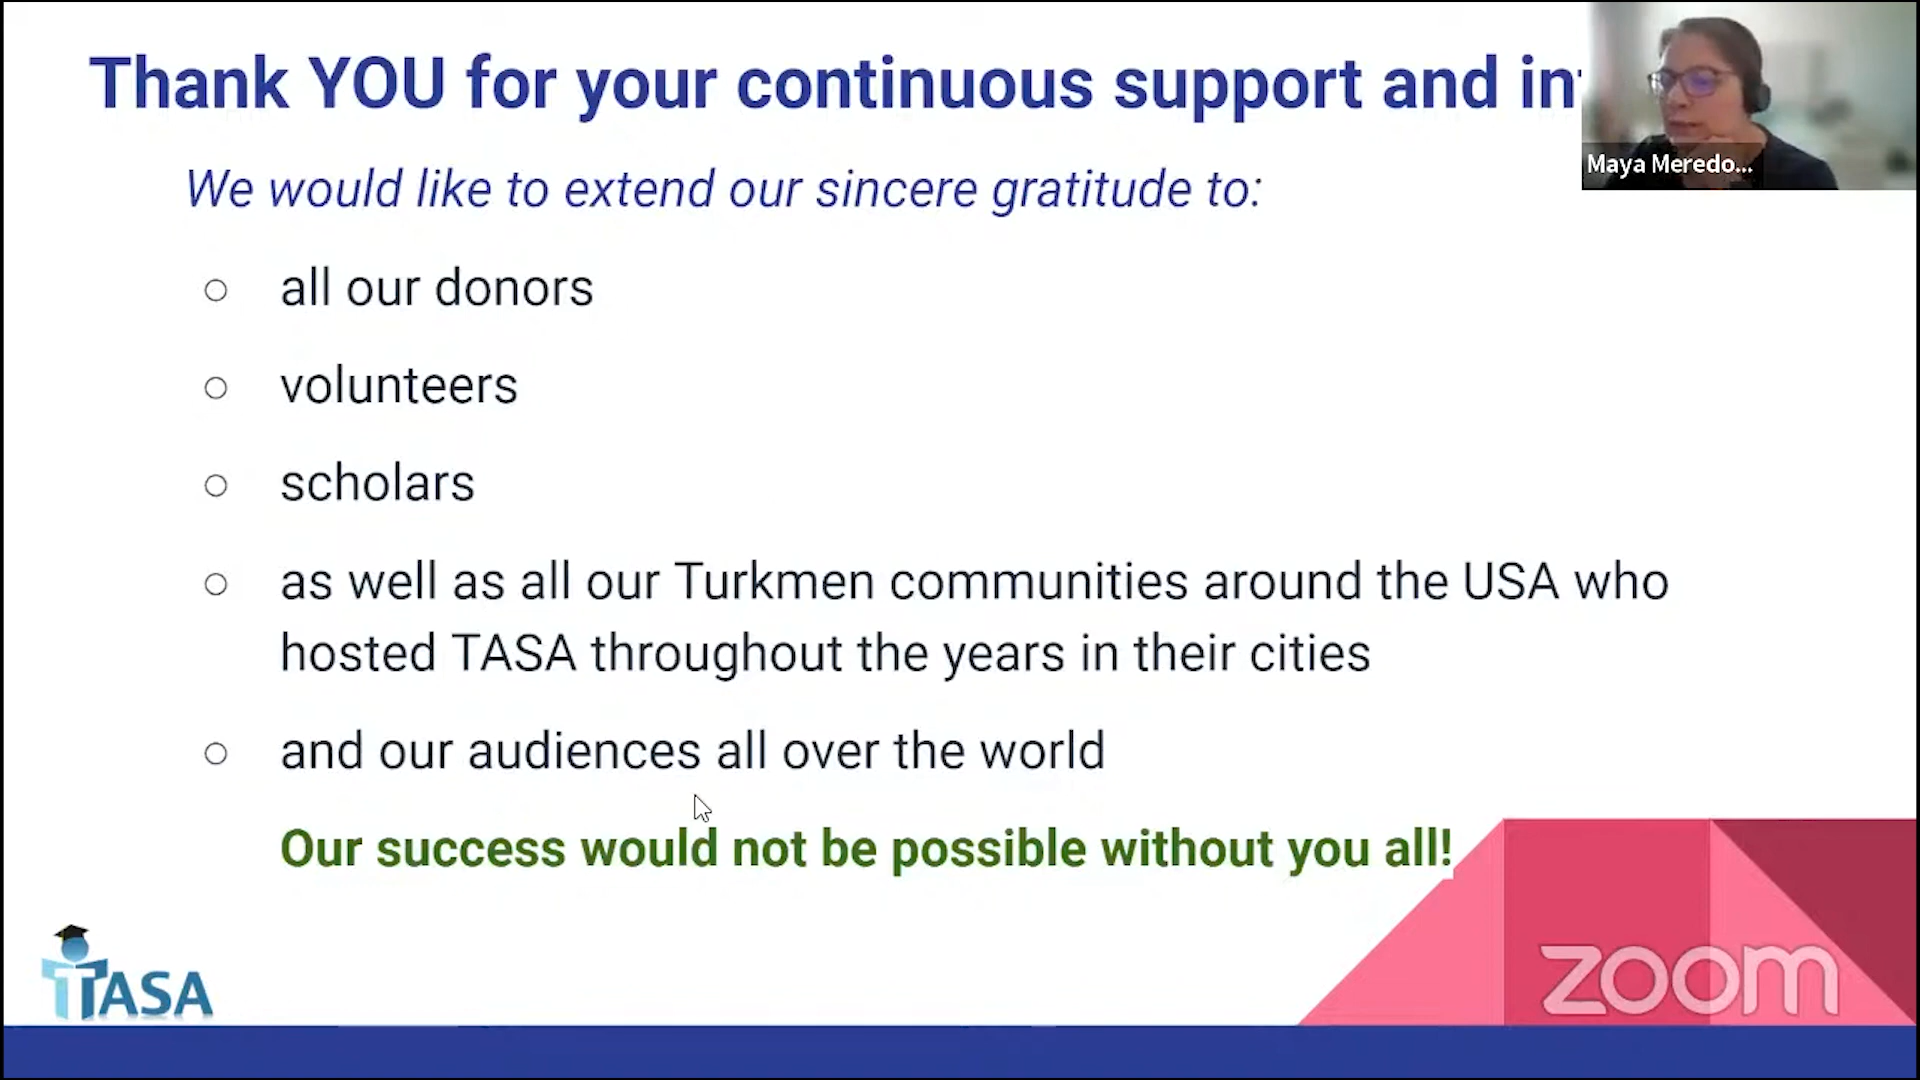 Thank YOU for your continuous support and
Maya Meredo...
We would like to extend our sincere gratitude to:
all our donors
volunteers
scholars
as well as all our Turkmen communities around the USA who
hosted TASA throughout the years in their cities
and our audiences all over the world
Our success would not be possible without you all!
TASA
zoom